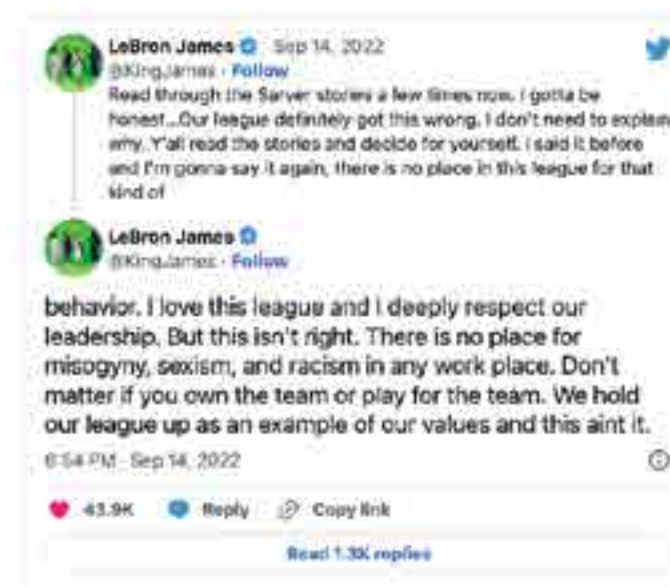 LeBron James Sep 14, 2022
@KingJames · Follow
Read through the Sarver stories a few times now. I gotta be
honest...Our league definitely got this wrong. I don't need to explain
why. Y'all read the stories and decide for yourself. I said it before
and I'm gonna say it again, there is no place in this league for that
kind of
LeBron James
@KingJames · Follow
behavior. I love this league and I deeply respect our
leadership. But this isn't right. There is no place for
misogyny, sexism, and racism in any work place. Don't
matter if you own the team or play for the team. We hold
our league up as an example of our values and this aint it.
6:54 PM · Sep 14, 2022
43.9K Reply Copy link
Read 1.3K replies